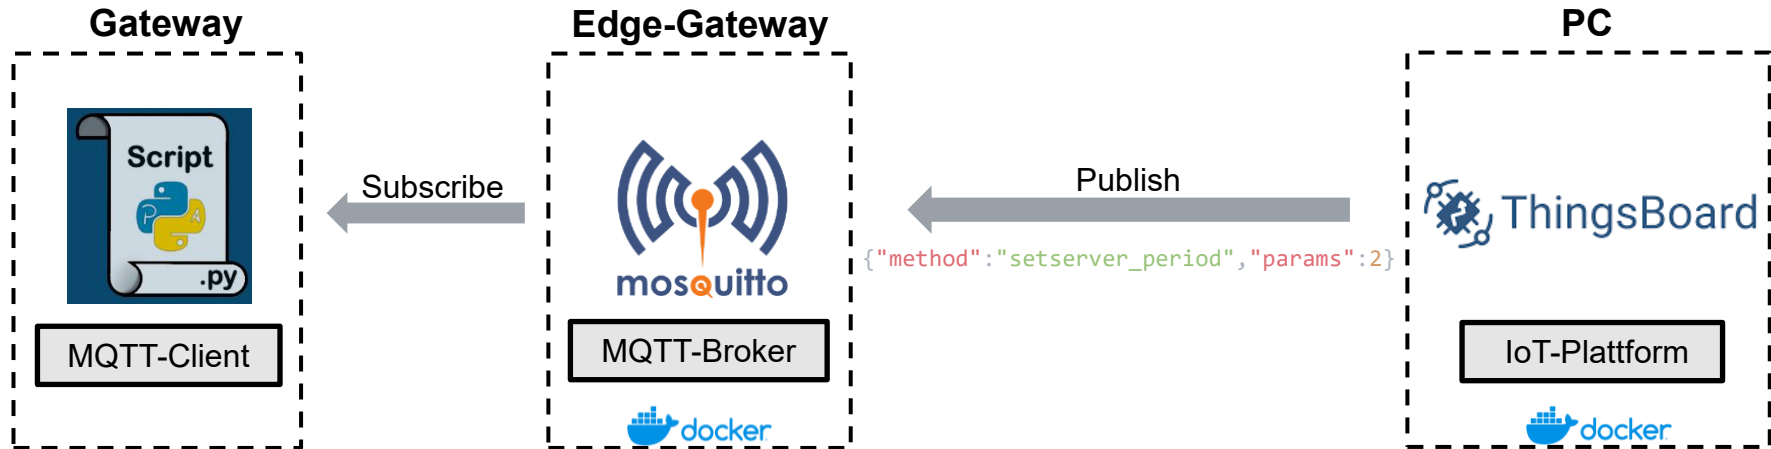 Gateway
Edge-Gateway
PC
Script
.py
MQTT-Client
Subscribe
mosquitto
MQTT-Broker
docker
Publish
{"method":"setserver_period","params":2}
ThingsBoard
IoT-Plattform
docker